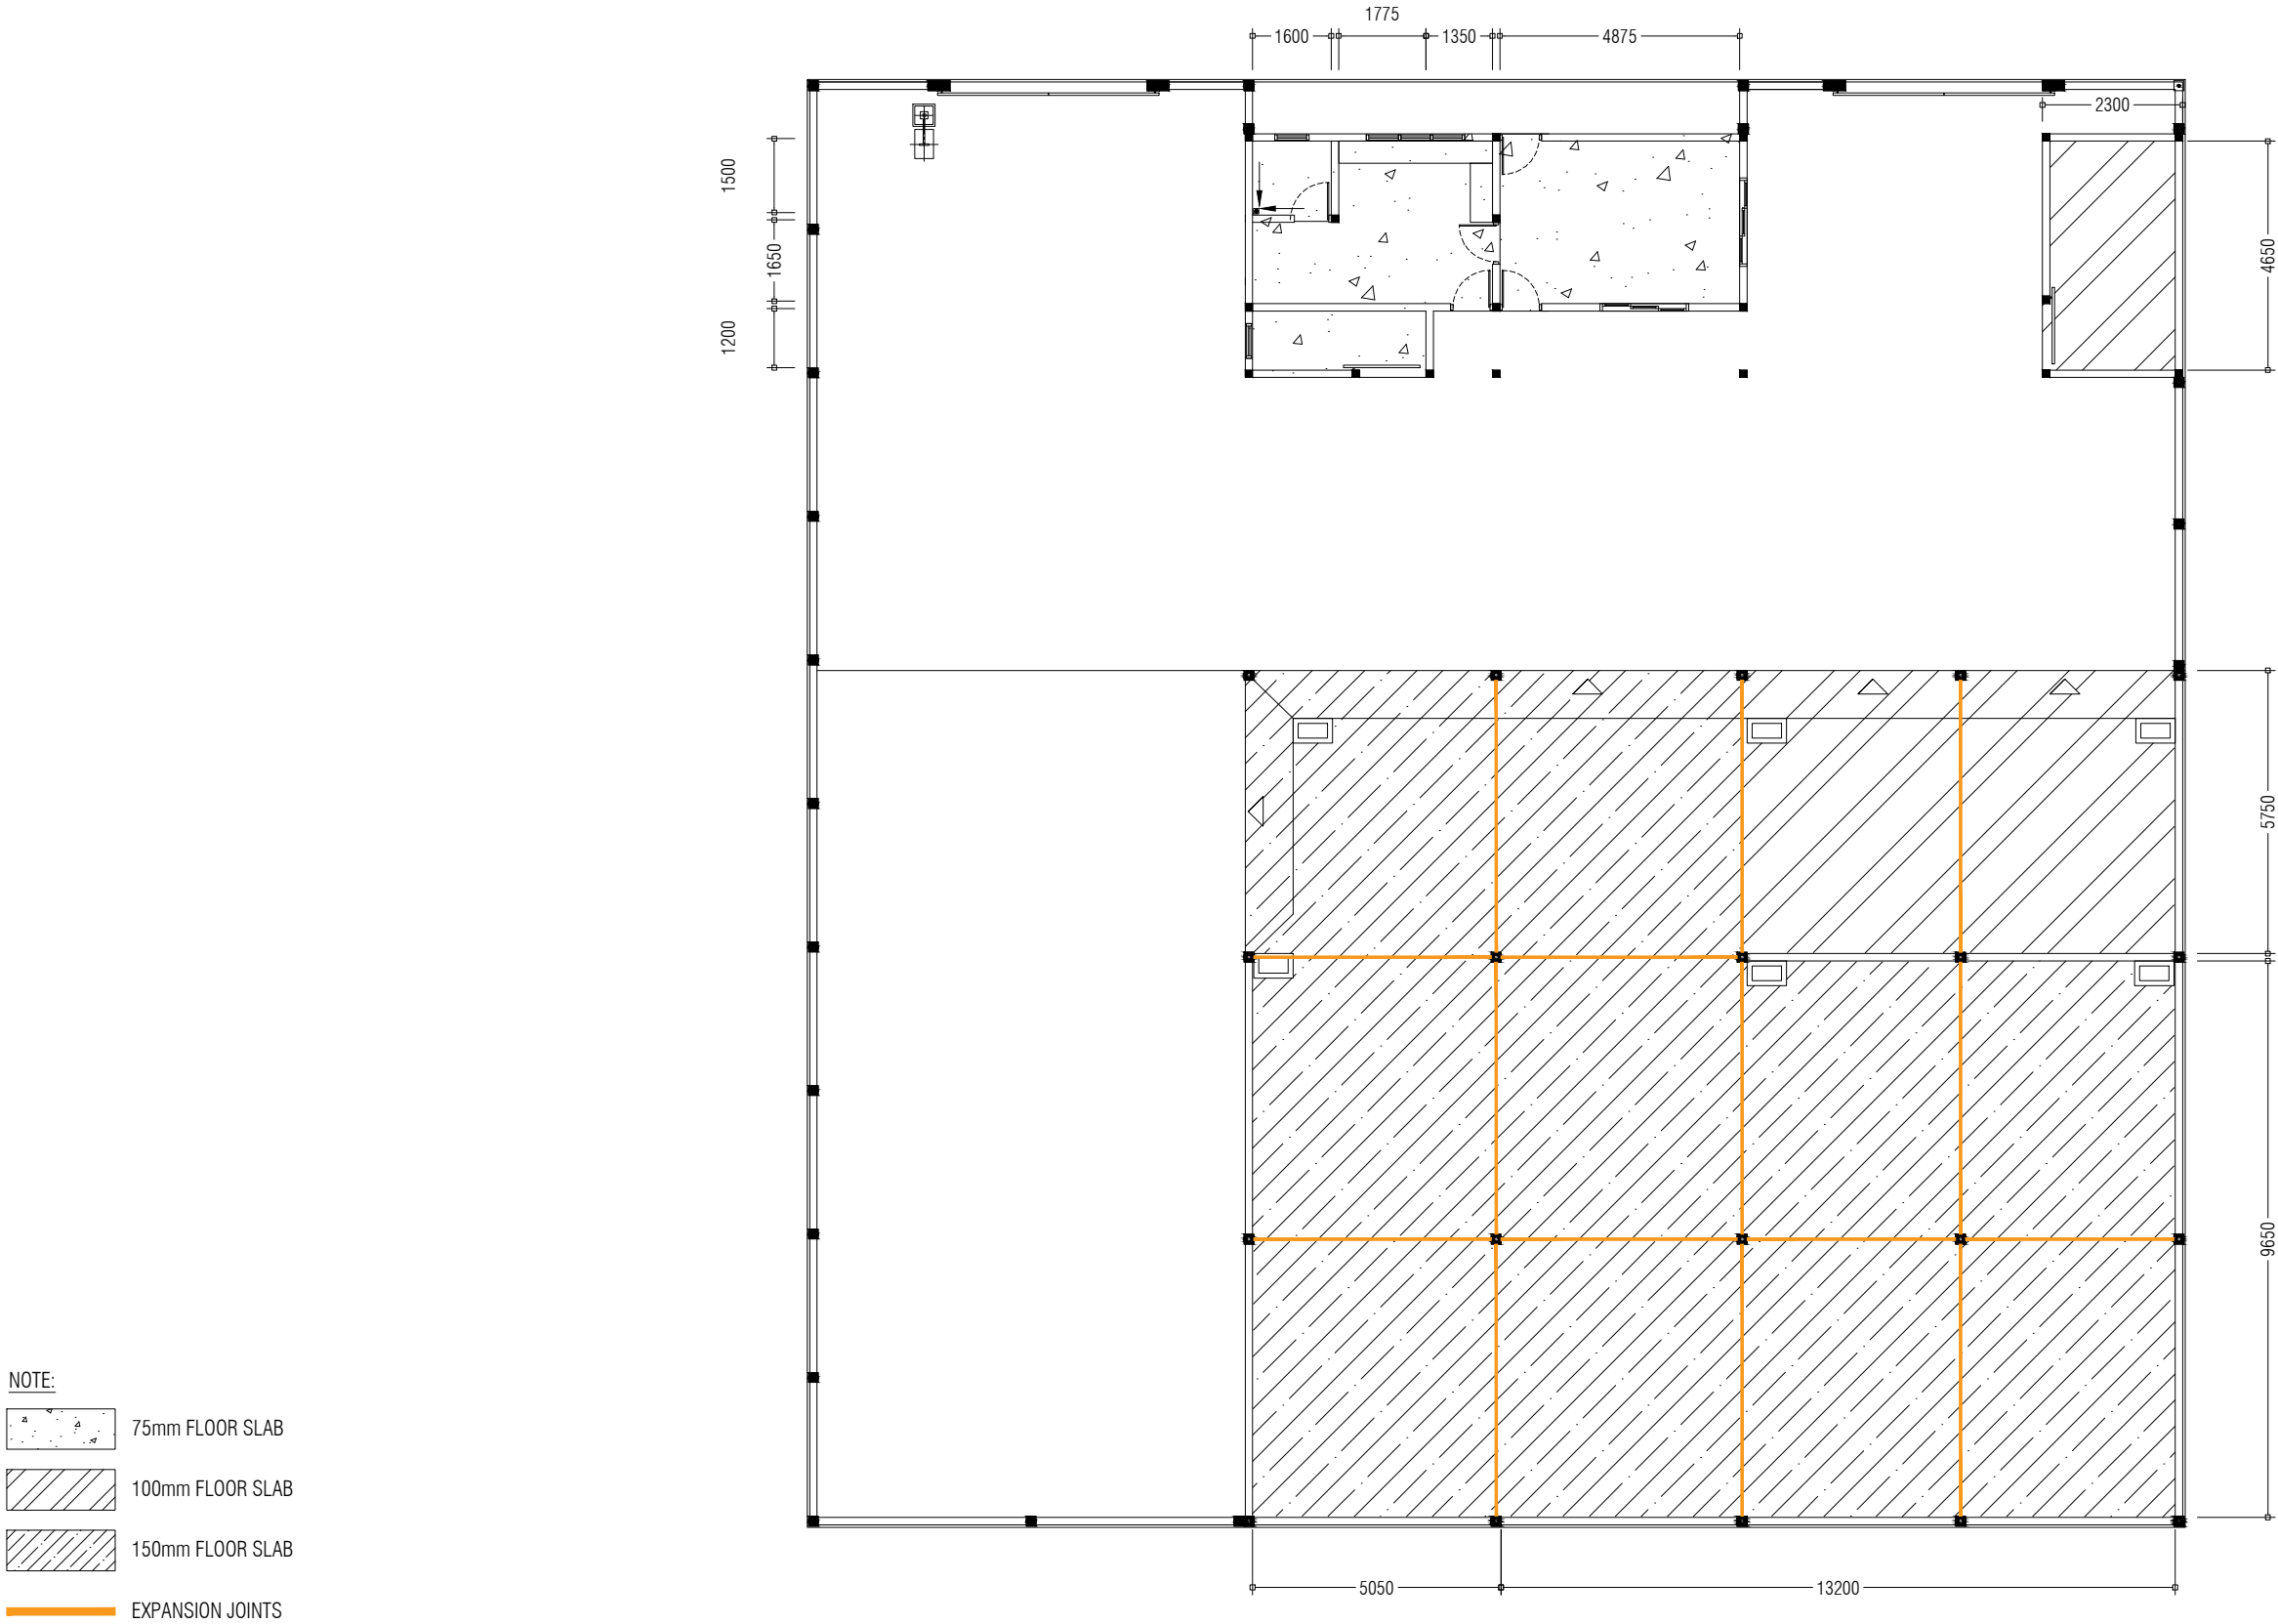 1775
1600
1350
4875
2300
1500
1650
1200
4650
5750
9650
5050
13200
NOTE:
75mm FLOOR SLAB
100mm FLOOR SLAB
150mm FLOOR SLAB
EXPANSION JOINTS